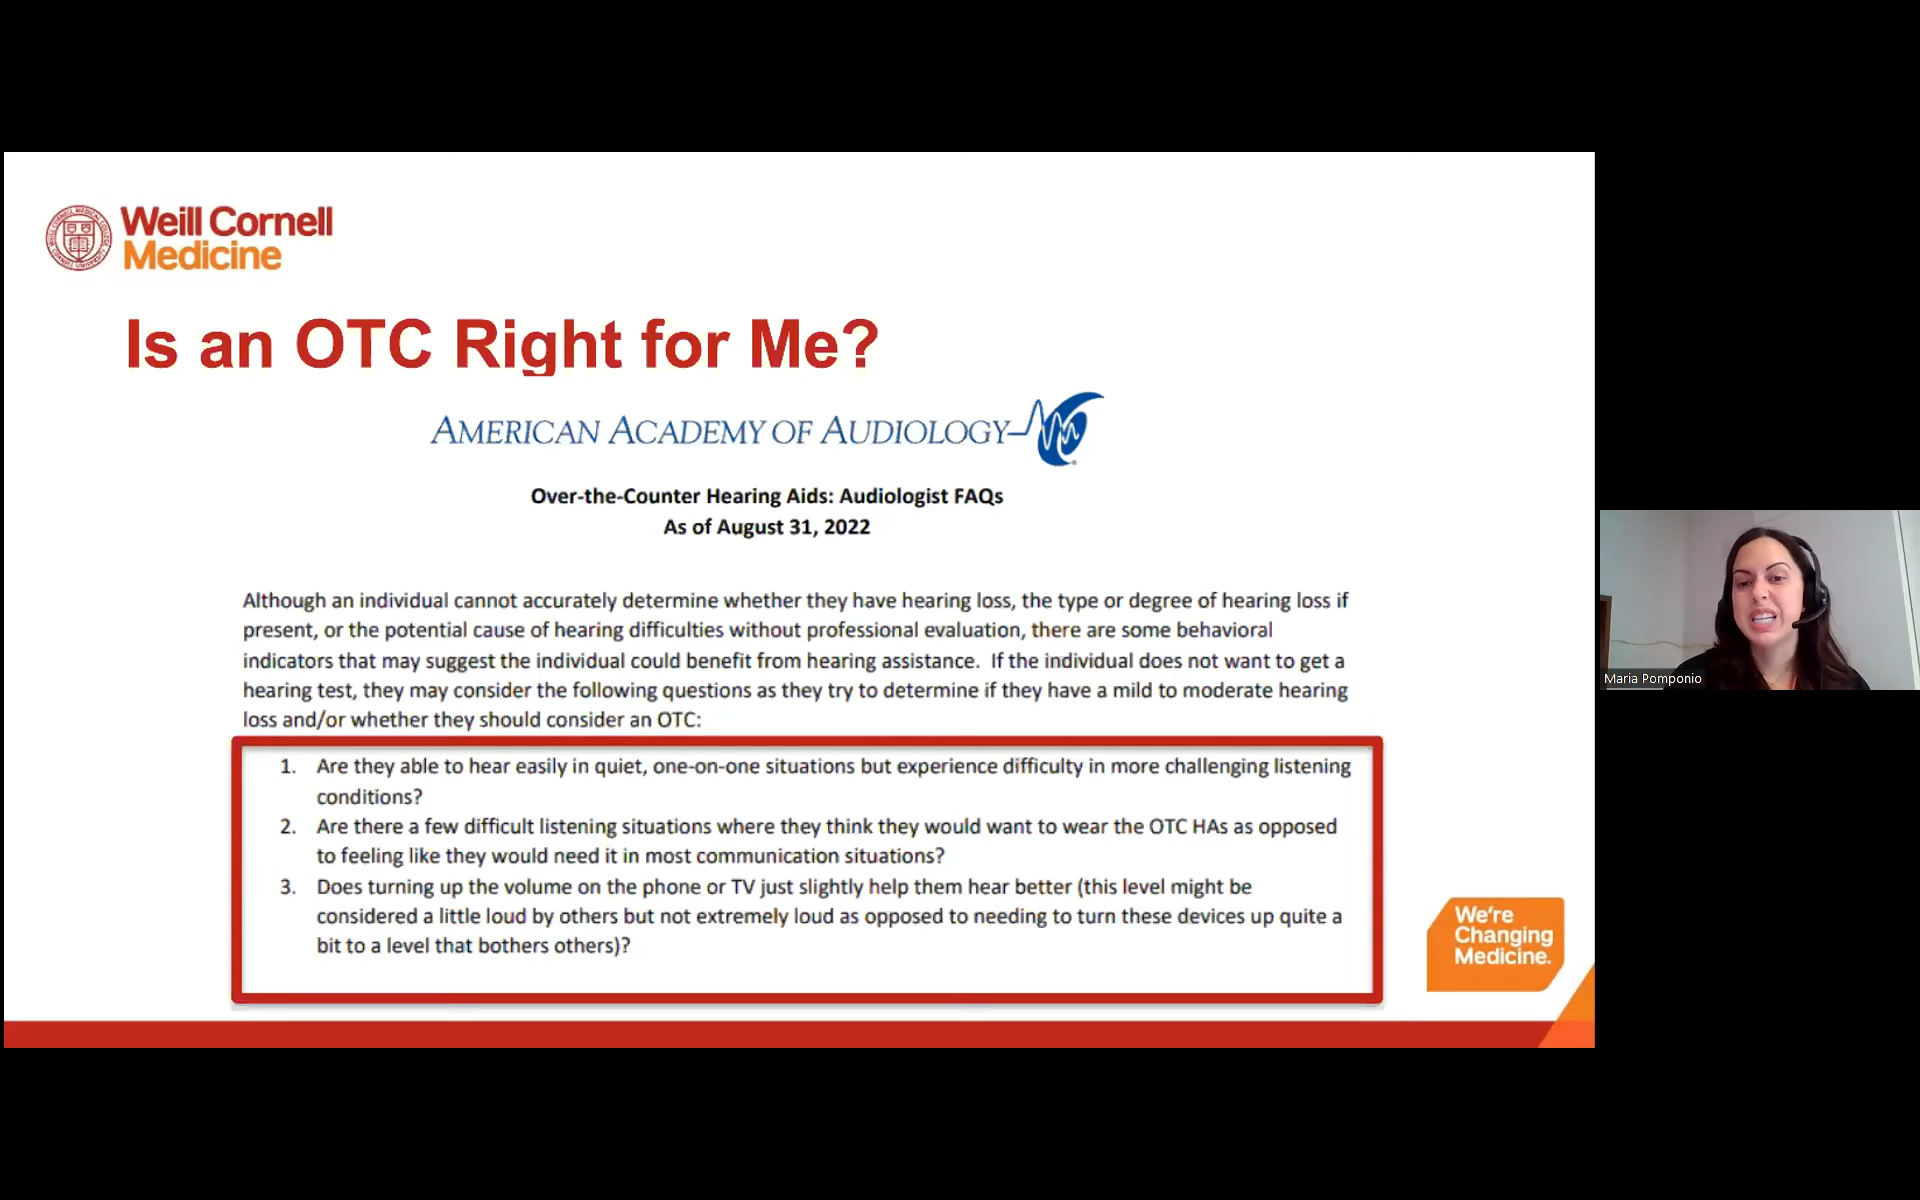 Weill Cornell
Medicine
Is an OTC Right for Me?
AMERICAN ACADEMY OF AUDIOLOGY
Over-the-Counter Hearing Aids: Audiologist FAQs
As of August 31, 2022
Although an individual cannot accurately determine whether they have hearing loss, the type or degree of hearing loss if
present, or the potential cause of hearing difficulties without professional evaluation, there are some behavioral
indicators that may suggest the individual could benefit from hearing assistance. If the individual does not want to get a
hearing test, they may consider the following questions as they try to determine if they have a mild to moderate hearing
loss and/or whether they should consider an OTC:
1. Are they able to hear easily in quiet, one-on-one situations but experience difficulty in more challenging listening
conditions?
2. Are there a few difficult listening situations where they think they would want to wear the OTC HAs as opposed
to feeling like they would need it in most communication situations?
3. Does turning up the volume on the phone or TV just slightly help them hear better (this level might be
considered a little loud by others but not extremely loud as opposed to needing to turn these devices up quite a
bit to a level that bothers others)?
We're
Changing
Medicine.
Maria Pomponio